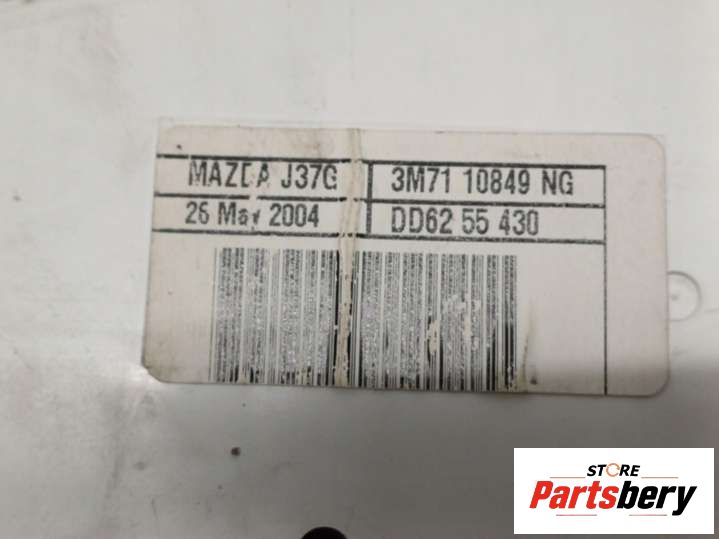 MAZDA J37G 3M71 10849 NG
26 May 2004 DD62 55 430
STORE
Partsbery